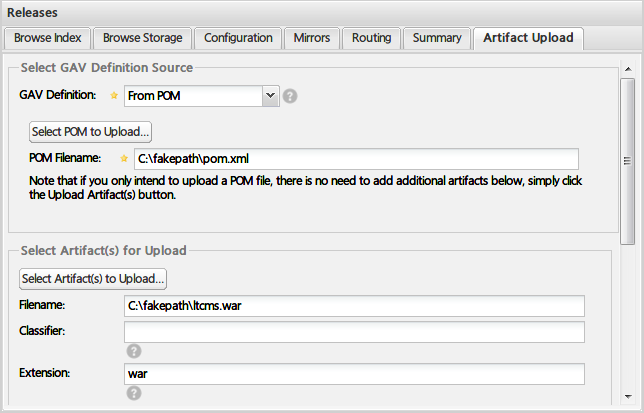 Releases
Browse Index Browse Storage Configuration Mirrors Routing Summary Artifact Upload
Select GAV Definition Source
GAV Definition: From POM
Select POM to Upload...
POM Filename: C:\fakepath\pom.xml
Note that if you only intend to upload a POM file, there is no need to add additional artifacts below, simply click
the Upload Artifact(s) button.
Select Artifact(s) for Upload
Select Artifact(s) to Upload...
Filename: C:\fakepath\ltcms.war
Classifier:
Extension: war